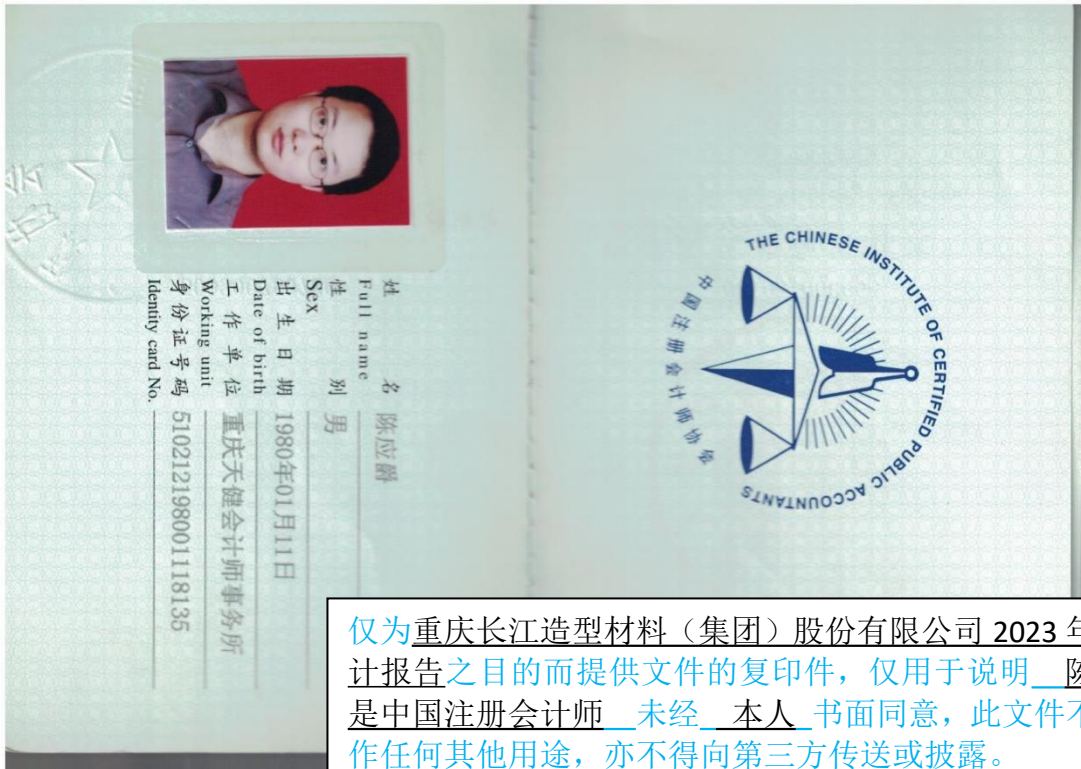 姓 名 陈应爵
Full name
性 别 男
Sex
出生日期 1980年01月11日
Date of birth
工作单位 重庆天健会计师事务所
Working unit
身份证号码 510212198001118135
Identity card No.
THE CHINESE INSTITUTE OF CERTIFIED PUBLIC ACCOUNTANTS
中国注册会计师协会
仅为重庆长江造型材料（集团）股份有限公司 2023 年
计报告之目的而提供文件的复印件，仅用于说明 陈
是中国注册会计师 未经 本人 书面同意，此文件不
作任何其他用途，亦不得向第三方传送或披露。